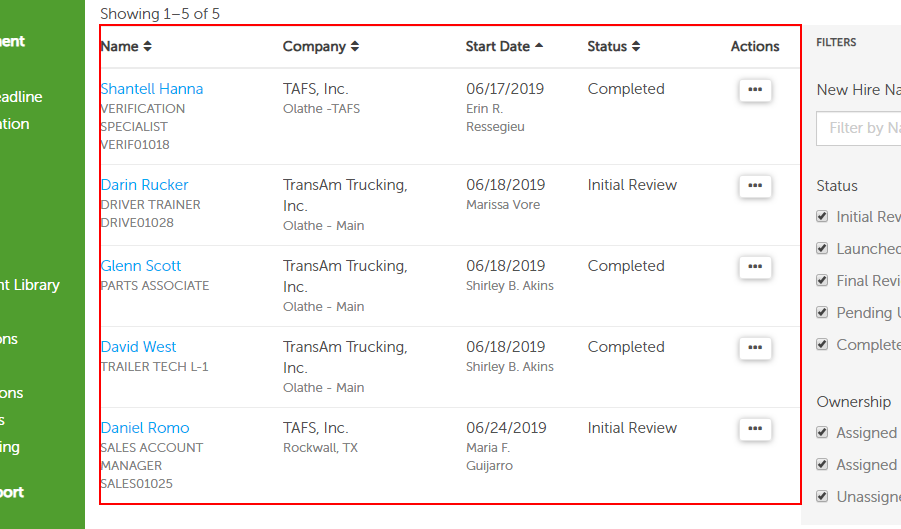 Showing 1–5 of 5
Name Company Start Date Status Actions
Shantell Hanna
VERIFICATION
SPECIALIST
VERIF01018
TAFS, Inc.
Olathe -TAFS
06/17/2019
Erin R.
Ressegieu
Completed
Darin Rucker
DRIVER TRAINER
DRIVE01028
TransAm Trucking,
Inc.
Olathe - Main
06/18/2019
Marissa Vore
Initial Review
Glenn Scott
PARTS ASSOCIATE
TransAm Trucking,
Inc.
Olathe - Main
06/18/2019
Shirley B. Akins
Completed
David West
TRAILER TECH L-1
TransAm Trucking,
Inc.
Olathe - Main
06/18/2019
Shirley B. Akins
Completed
Daniel Romo
SALES ACCOUNT
MANAGER
SALES01025
TAFS, Inc.
Rockwall, TX
06/24/2019
Maria F.
Guijarro
Initial Review
FILTERS
New Hire Na
Filter by Na
Status
Initial Rev
Launched
Final Revi
Pending U
Complete
Ownership
Assigned
Assigned
Unassigne
ment
eadline
ation
nt Library
ons
ons
s
ing
port